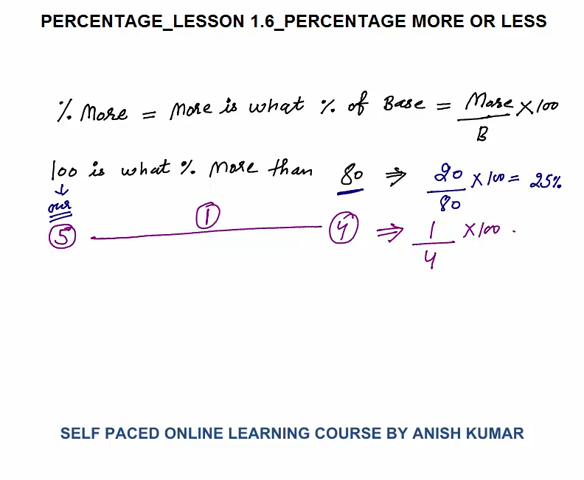 PERCENTAGE_LESSON 1.6_PERCENTAGE MORE OR LESS
% More = More is what % of Base = More/B × 100
100 is what % more than 80 ⇒ 20/80 × 100 = 25%
↓
our
5 1 4 ⇒ 1/4 × 100.
SELF PACED ONLINE LEARNING COURSE BY ANISH KUMAR